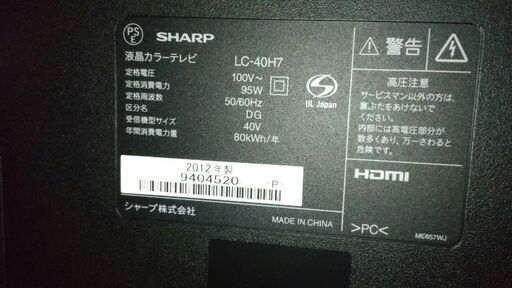 PS
E
SHARP
液晶カラーテレビ LC-40H7
定格電圧 100V~
定格消費電力 95W
定格周波数 50/60Hz
区分名 DG
受信機型サイズ 40V
年間消費電力量 80kWh/年
UL Japan
2012年製
9404520 -P-
シャープ株式会社
MADE IN CHINA
警告
高圧注意
サービスマン以外の方は、
裏ぶたをあけないで
ください。
内部には高電圧部分が
数多くあり、万一さわると
危険です。
HDMI
>PC<
ME657WJ